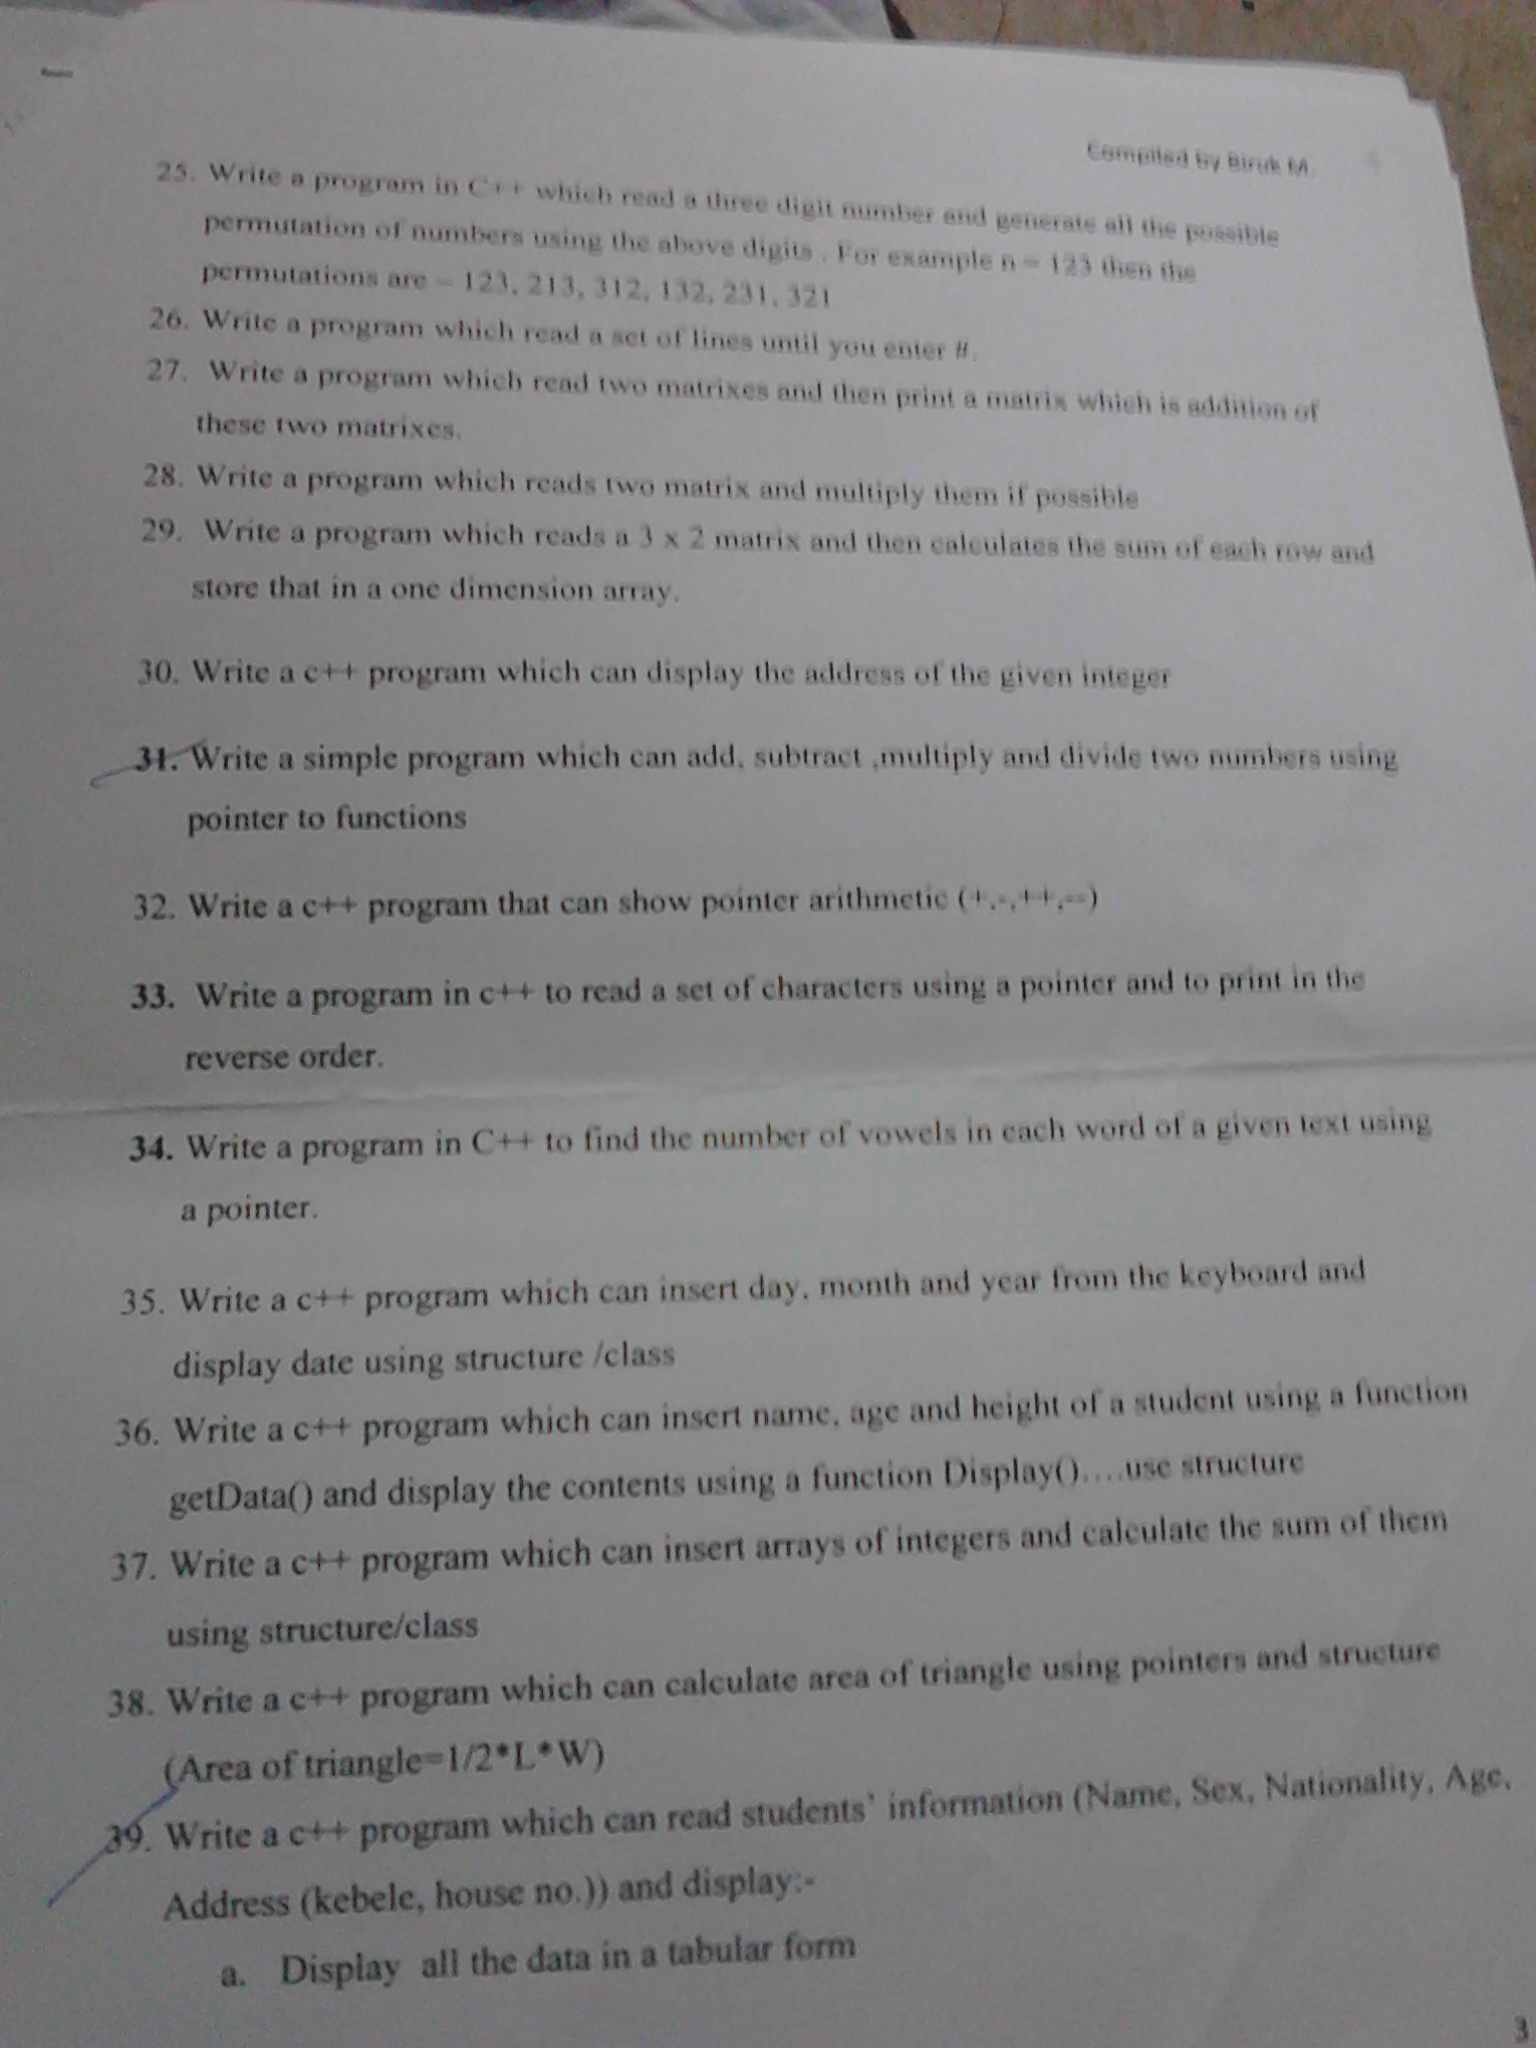 Compiled by Biruk M.
25. Write a program in C++ which read a three digit number and generate all the possible
permutation of numbers using the above digits . For example n = 123 then the
permutations are – 123, 213, 312, 132, 231, 321
26. Write a program which read a set of lines until you enter #.
27. Write a program which read two matrixes and then print a matrix which is addition of
these two matrixes.
28. Write a program which reads two matrix and multiply them if possible
29. Write a program which reads a 3 x 2 matrix and then calculates the sum of each row and
store that in a one dimension array.
30. Write a c++ program which can display the address of the given integer
31. Write a simple program which can add, subtract ,multiply and divide two numbers using
pointer to functions
32. Write a c++ program that can show pointer arithmetic (+,-,++,--)
33. Write a program in c++ to read a set of characters using a pointer and to print in the
reverse order.
34. Write a program in C++ to find the number of vowels in each word of a given text using
a pointer.
35. Write a c++ program which can insert day, month and year from the keyboard and
display date using structure /class
36. Write a c++ program which can insert name, age and height of a student using a function
getData() and display the contents using a function Display()....use structure
37. Write a c++ program which can insert arrays of integers and calculate the sum of them
using structure/class
38. Write a c++ program which can calculate area of triangle using pointers and structure
(Area of triangle=1/2*L*W)
39. Write a c++ program which can read students' information (Name, Sex, Nationality, Age,
Address (kebele, house no.)) and display:-
a. Display all the data in a tabular form
3